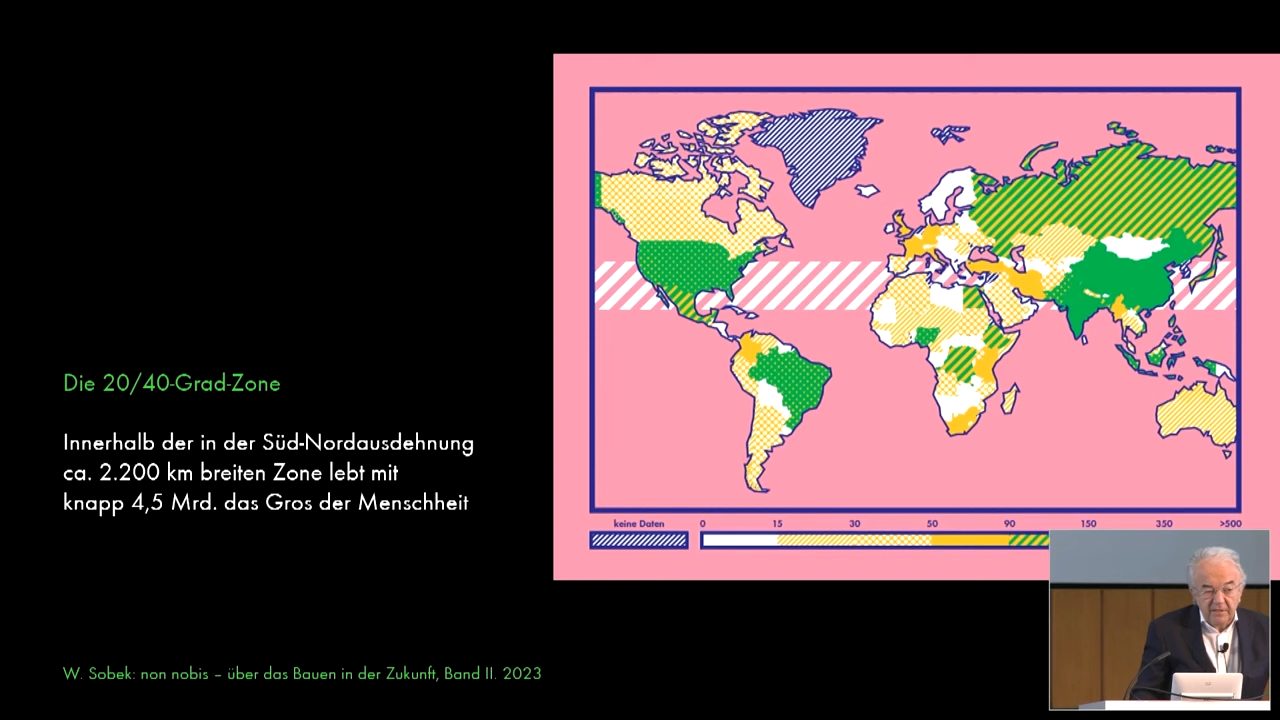 Die 20/40-Grad-Zone
Innerhalb der in der Süd-Nordausdehnung
ca. 2.200 km breiten Zone lebt mit
knapp 4,5 Mrd. das Gros der Menschheit
keine Daten
0 15 30 50 90 150 350 >500
W. Sobek: non nobis – über das Bauen in der Zukunft, Band II. 2023